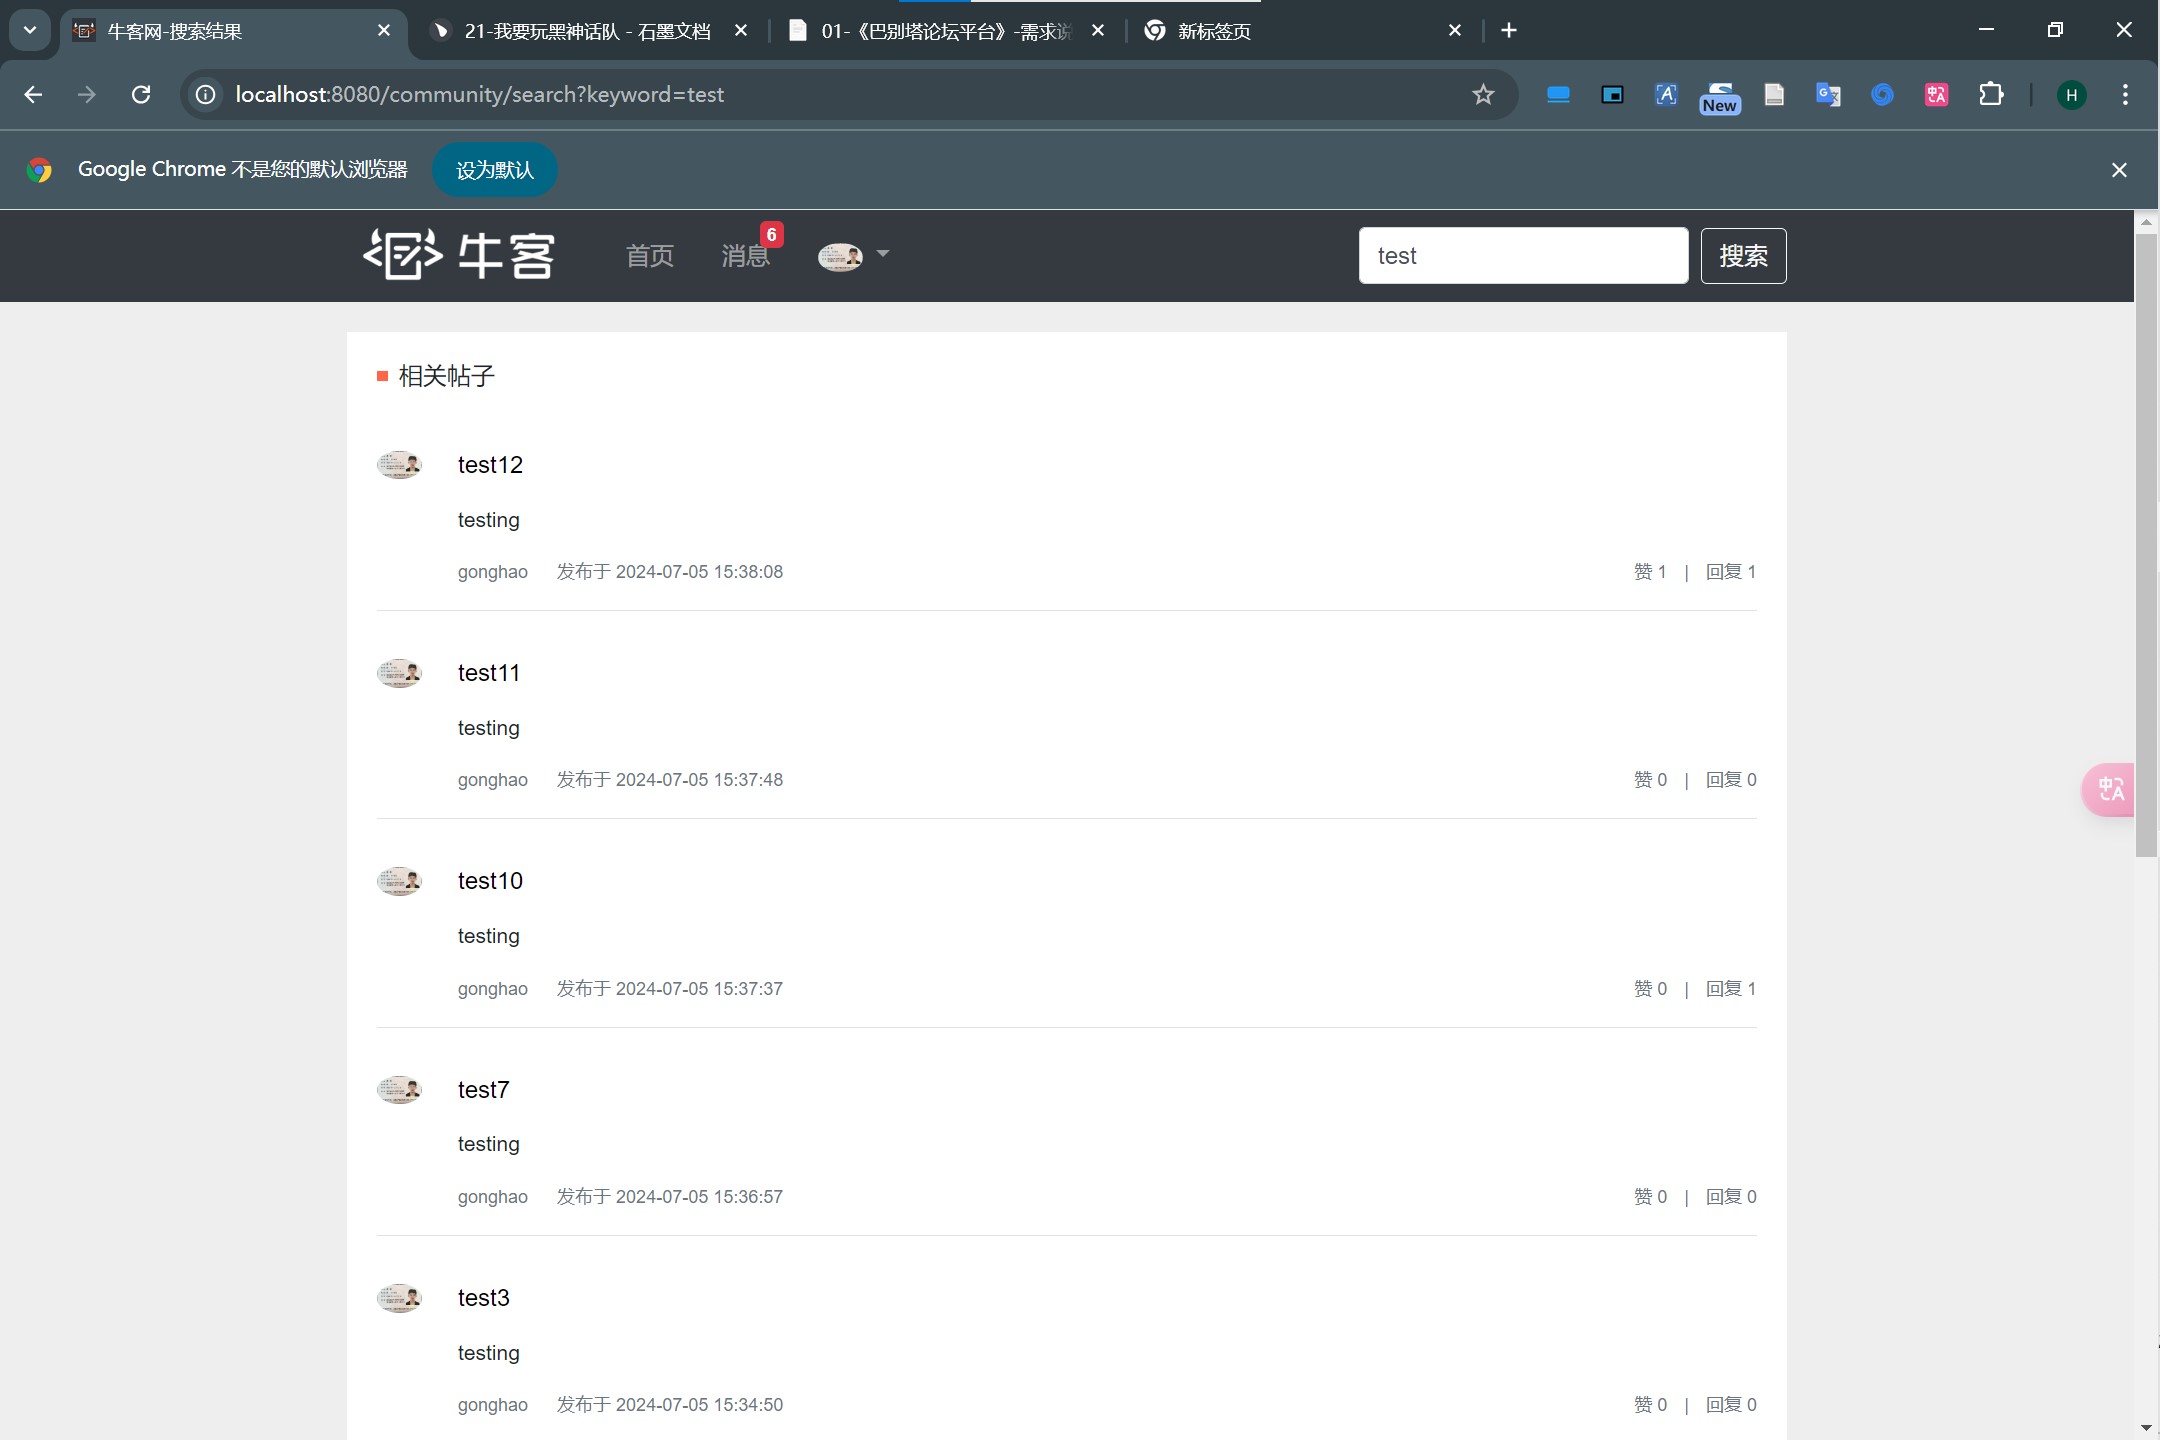 牛客网-搜索结果
21-我要玩黑神话队 - 石墨文档
01-《巴别塔论坛平台》-需求说
新标签页
localhost:8080/community/search?keyword=test
New
H
Google Chrome 不是您的默认浏览器
设为默认
牛客
首页
消息
6
test
搜索
相关帖子
test12
testing
gonghao 发布于 2024-07-05 15:38:08 赞 1 | 回复 1
test11
testing
gonghao 发布于 2024-07-05 15:37:48 赞 0 | 回复 0
test10
testing
gonghao 发布于 2024-07-05 15:37:37 赞 0 | 回复 1
test7
testing
gonghao 发布于 2024-07-05 15:36:57 赞 0 | 回复 0
test3
testing
gonghao 发布于 2024-07-05 15:34:50 赞 0 | 回复 0